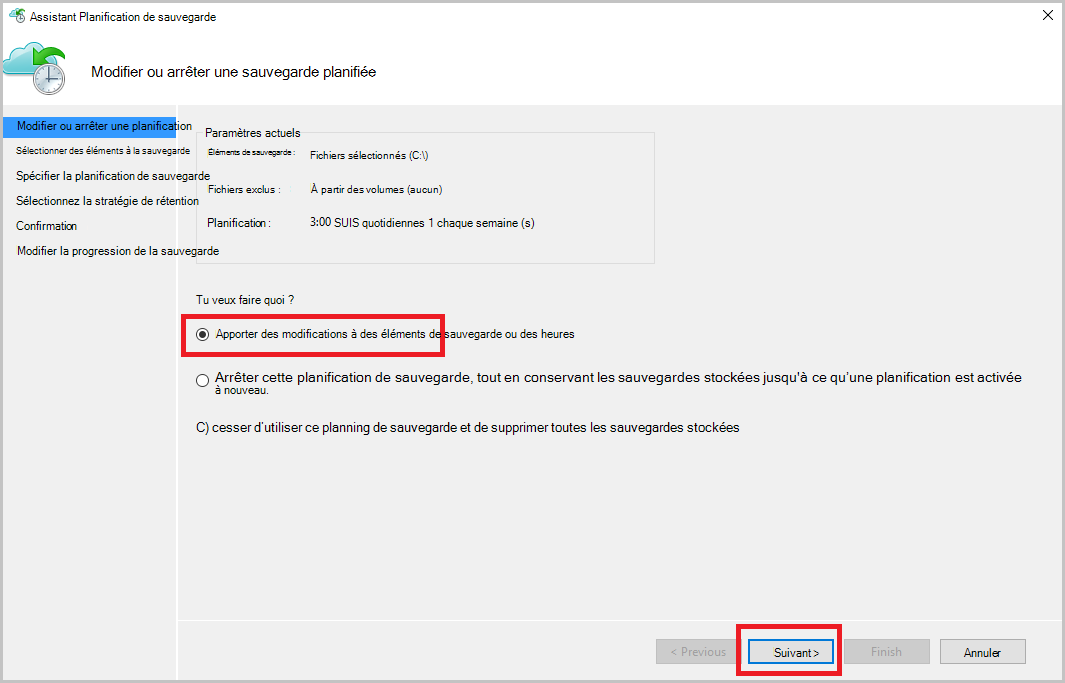 Assistant Planification de sauvegarde
Modifier ou arrêter une sauvegarde planifiée
Modifier ou arrêter une planification
Sélectionner des éléments à la sauvegarde
Spécifier la planification de sauvegarde
Sélectionnez la stratégie de rétention
Confirmation
Modifier la progression de la sauvegarde
Paramètres actuels
Éléments de sauvegarde : Fichiers sélectionnés (C:\)
Fichiers exclus : À partir des volumes (aucun)
Planification : 3:00 SUIS quotidiennes 1 chaque semaine (s)
Tu veux faire quoi ?
Apporter des modifications à des éléments de sauvegarde ou des heures
Arrêter cette planification de sauvegarde, tout en conservant les sauvegardes stockées jusqu'à ce qu'une planification est activée
à nouveau.
C) cesser d'utiliser ce planning de sauvegarde et de supprimer toutes les sauvegardes stockées
< Previous Suivant > Finish Annuler